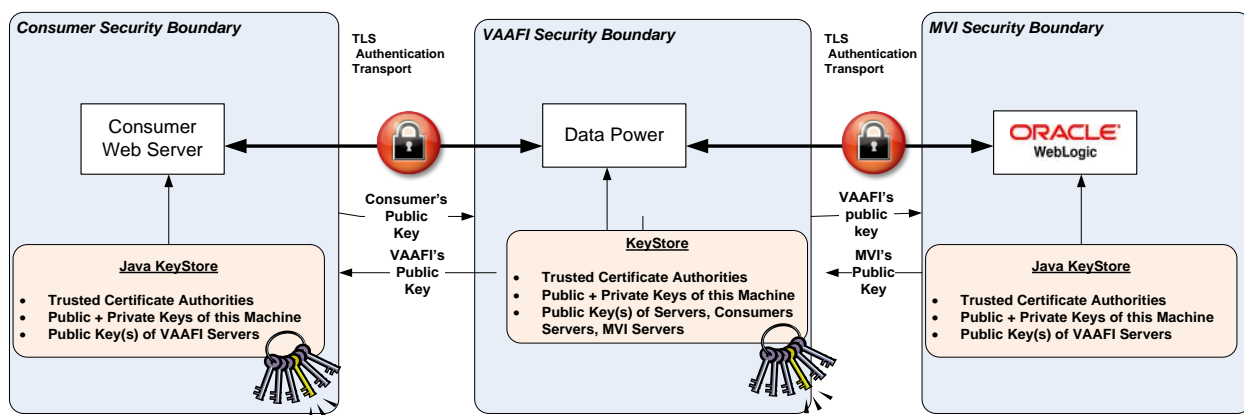 Consumer Security Boundary
TLS
Authentication
Transport
VAAFI Security Boundary
TLS
Authentication
Transport
MVI Security Boundary
Consumer
Web Server
Data Power
ORACLE
WebLogic
Consumer's
Public
Key
VAAFI's
Public
Key
VAAFI's
public
key
MVI's
Public
Key
Java KeyStore
• Trusted Certificate Authorities
• Public + Private Keys of this Machine
• Public Key(s) of VAAFI Servers
KeyStore
• Trusted Certificate Authorities
• Public + Private Keys of this Machine
• Public Key(s) of Servers, Consumers
Servers, MVI Servers
Java KeyStore
• Trusted Certificate Authorities
• Public + Private Keys of this Machine
• Public Key(s) of VAAFI Servers